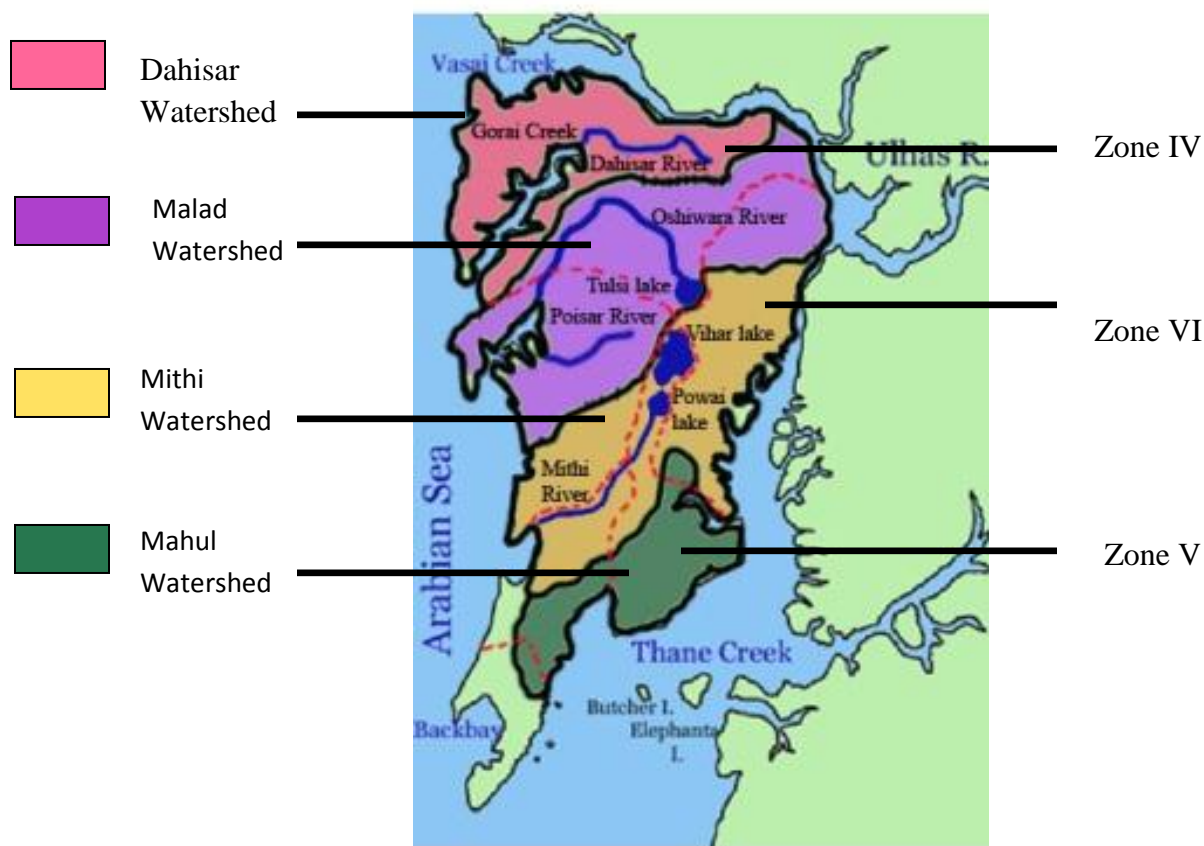 Dahisar
Watershed
Malad
Watershed
Mithi
Watershed
Mahul
Watershed
Vasai Creek
Gorai Creek
Dahisar River
Ulhas R.
Oshiwara River
Tulsi lake
Poisar River
Vihar lake
Powai
lake
Mithi
River
Arabian Sea
Thane Creek
Butcher I.
Elephanta
I.
Backbay
Zone IV
Zone VI
Zone V